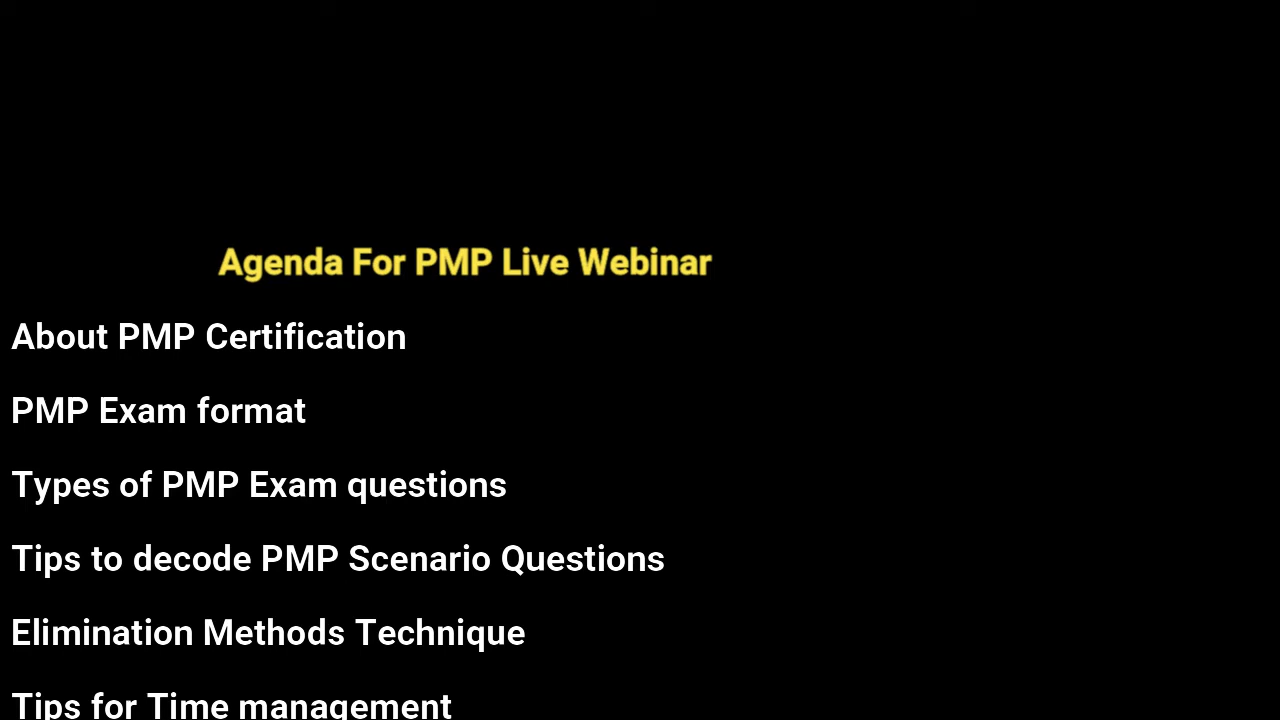 Agenda For PMP Live Webinar
About PMP Certification
PMP Exam format
Types of PMP Exam questions
Tips to decode PMP Scenario Questions
Elimination Methods Technique
Tips for Time management